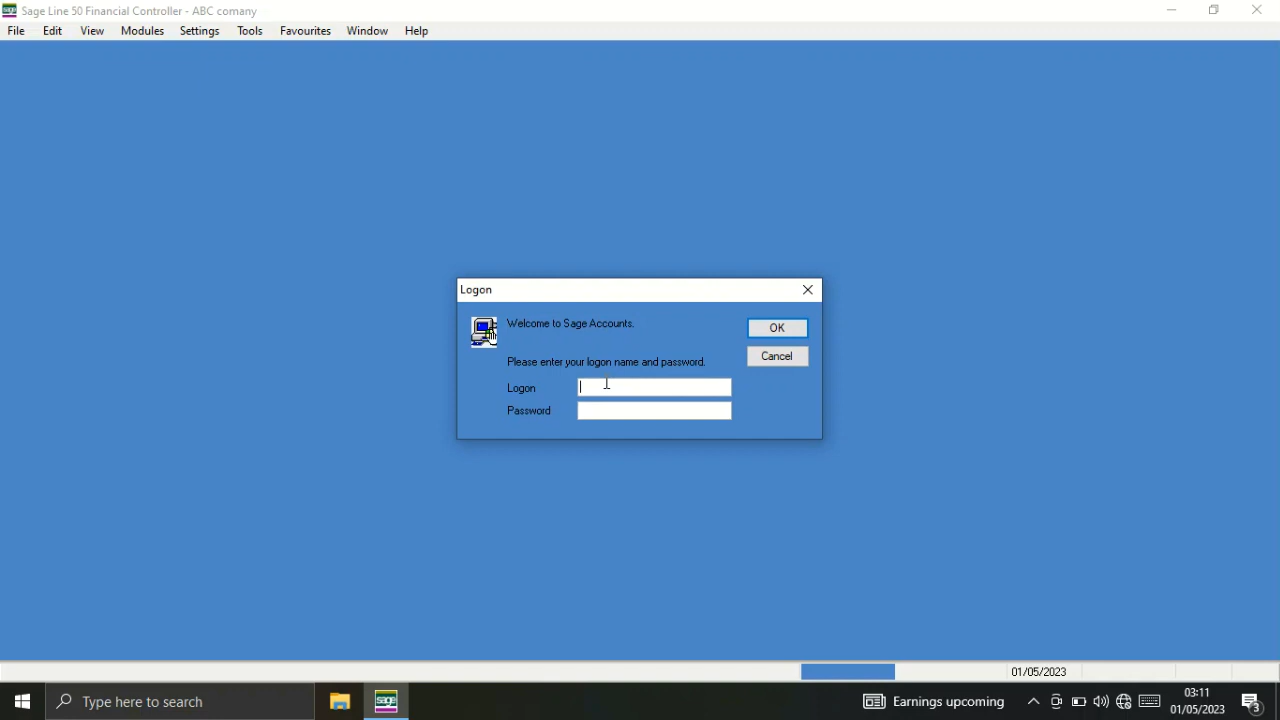 Sage Line 50 Financial Controller - ABC comany
File Edit View Modules Settings Tools Favourites Window Help
Logon
Welcome to Sage Accounts.
OK
Please enter your logon name and password.
Cancel
Logon
Password
01/05/2023
Type here to search
sage
Earnings upcoming
03:11
01/05/2023
3